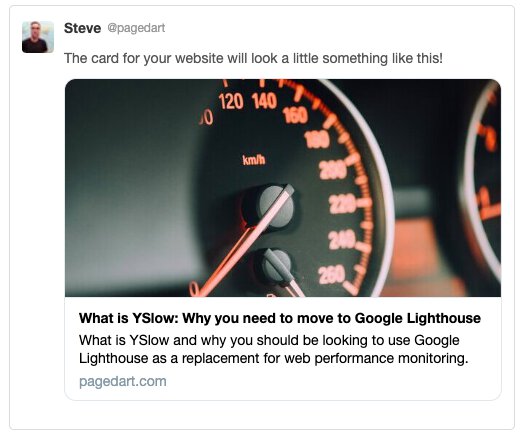 Steve @pagedart
The card for your website will look a little something like this!
120 140
160
180
200
220
240
260
km/h
0
What is YSlow: Why you need to move to Google Lighthouse
What is YSlow and why you should be looking to use Google
Lighthouse as a replacement for web performance monitoring.
pagedart.com